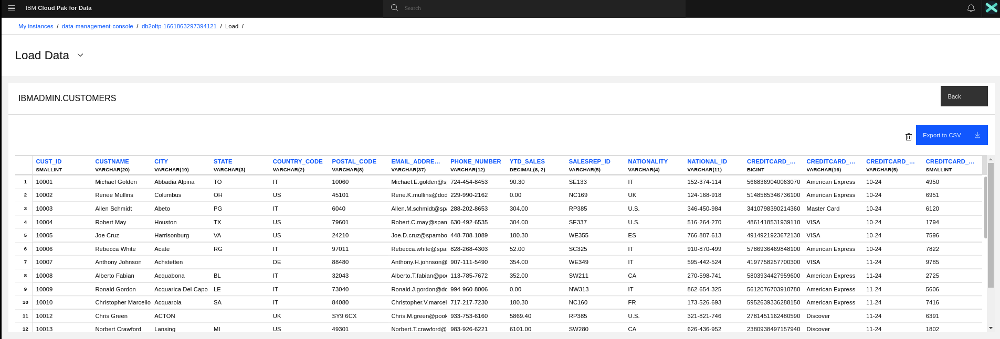 IBM Cloud Pak for Data Search
My instances / data-management-console / db2oltp-1661863297394121 / Load /
Load Data
IBMADMIN.CUSTOMERS Back
Export to CSV
CUST_ID CUSTNAME CITY STATE COUNTRY_CODE POSTAL_CODE EMAIL_ADDRE... PHONE_NUMBER YTD_SALES SALESREP_ID NATIONALITY NATIONAL_ID CREDITCARD_... CREDITCARD_... CREDITCARD_... CREDITCARD_...
SMALLINT VARCHAR(20) VARCHAR(19) VARCHAR(3) VARCHAR(2) VARCHAR(8) VARCHAR(37) VARCHAR(12) DECIMAL(8, 2) VARCHAR(5) VARCHAR(4) VARCHAR(11) BIGINT VARCHAR(16) VARCHAR(5) SMALLINT
1 10001 Michael Golden Abbadia Alpina TO IT 10060 Michael.E.golden@s 724-454-8453 90.30 SE133 IT 152-374-114 5668369040063070 American Express 10-24 4950
2 10002 Renee Mullins Columbus OH US 45101 Rene.K.mullins@dod 229-990-2162 0.00 NC169 UK 124-168-918 5148585346736100 American Express 10-24 6951
3 10003 Allen Schmidt Abeto PG IT 6040 Allen.M.schmidt@spa 288-202-8653 304.00 RP385 U.S. 346-450-984 3410798390214360 Master Card 10-24 6120
4 10004 Robert May Houston TX US 79601 Robert.C.may@spam 630-492-6535 304.00 SE337 U.S. 516-264-270 4861418531939110 VISA 10-24 1794
5 10005 Joe Cruz Harrisonburg VA US 24210 Joe.D.cruz@spambo 448-788-1089 180.30 WE355 ES 766-887-613 4914921923672130 VISA 10-24 7596
6 10006 Rebecca White Acate RG IT 97011 Rebecca.white@spa 828-268-4303 52.00 SC325 IT 910-870-499 5786936469848100 American Express 10-24 7822
7 10007 Anthony Johnson Achstetten DE 88480 Anthony.H.johnson@ 907-111-5490 354.00 WE349 IT 595-442-524 4197758257700300 VISA 11-24 9785
8 10008 Alberto Fabian Acquabona BL IT 32043 Alberto.T.fabian@poo 113-785-7672 352.00 SW211 CA 270-598-741 5803934427959600 American Express 11-24 2725
9 10009 Ronald Gordon Acquarica Del Capo LE IT 73040 Ronald.J.gordon@do 994-960-8006 0.00 NW313 IT 862-654-325 5612076703910780 American Express 11-24 5606
10 10010 Christopher Marcello Acquarola SA IT 84080 Christopher.V.marcel 717-217-7230 180.30 NC160 FR 173-526-693 5952639336288150 American Express 11-24 7416
11 10012 Chris Green ACTON UK SY9 6CX Chris.M.green@pook 933-753-6160 5869.40 RP385 U.S. 321-821-746 2781451162480590 Discover 11-24 6391
12 10013 Norbert Crawford Lansing MI US 49301 Norbert.T.crawford@ 983-926-6221 6101.00 SW280 CA 626-436-952 2380938497157940 Discover 11-24 1802